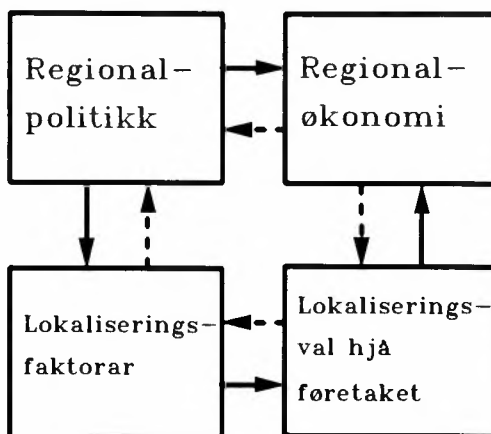 Regional-
politikk
Regional-
økonomi
Lokaliserings-
faktorar
Lokaliserings-
val hjå
føretaket